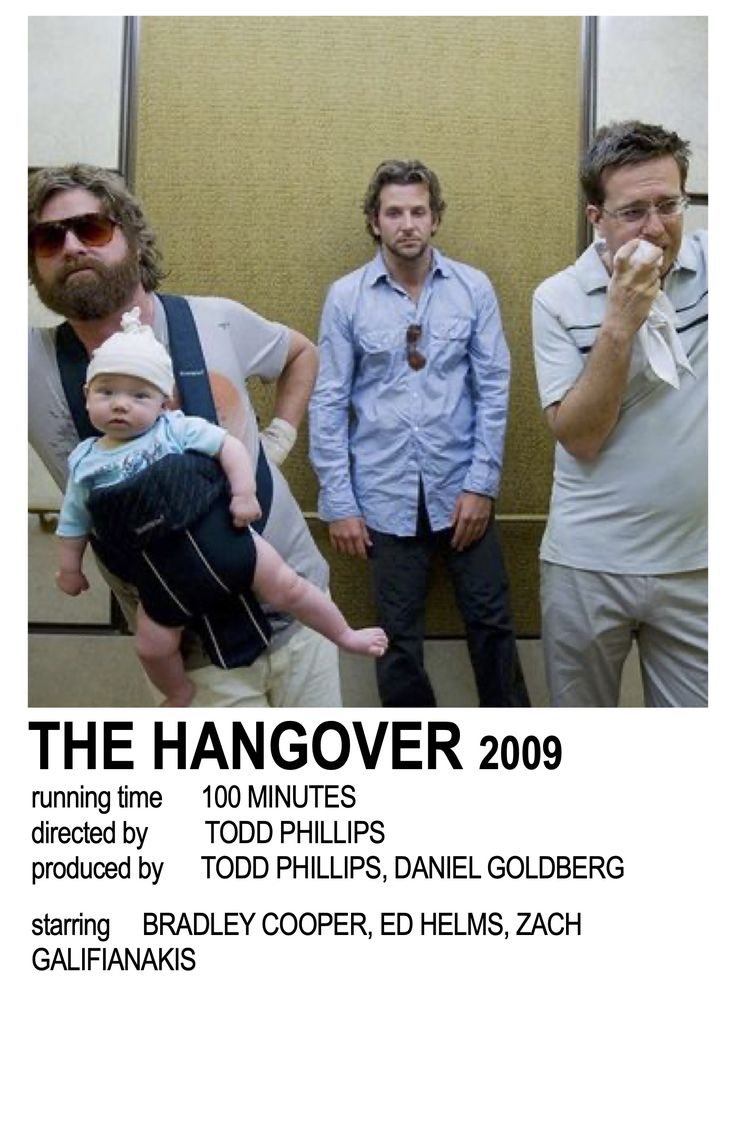 THE HANGOVER 2009
running time 100 MINUTES
directed by TODD PHILLIPS
produced by TODD PHILLIPS, DANIEL GOLDBERG
starring BRADLEY COOPER, ED HELMS, ZACH
GALIFIANAKIS